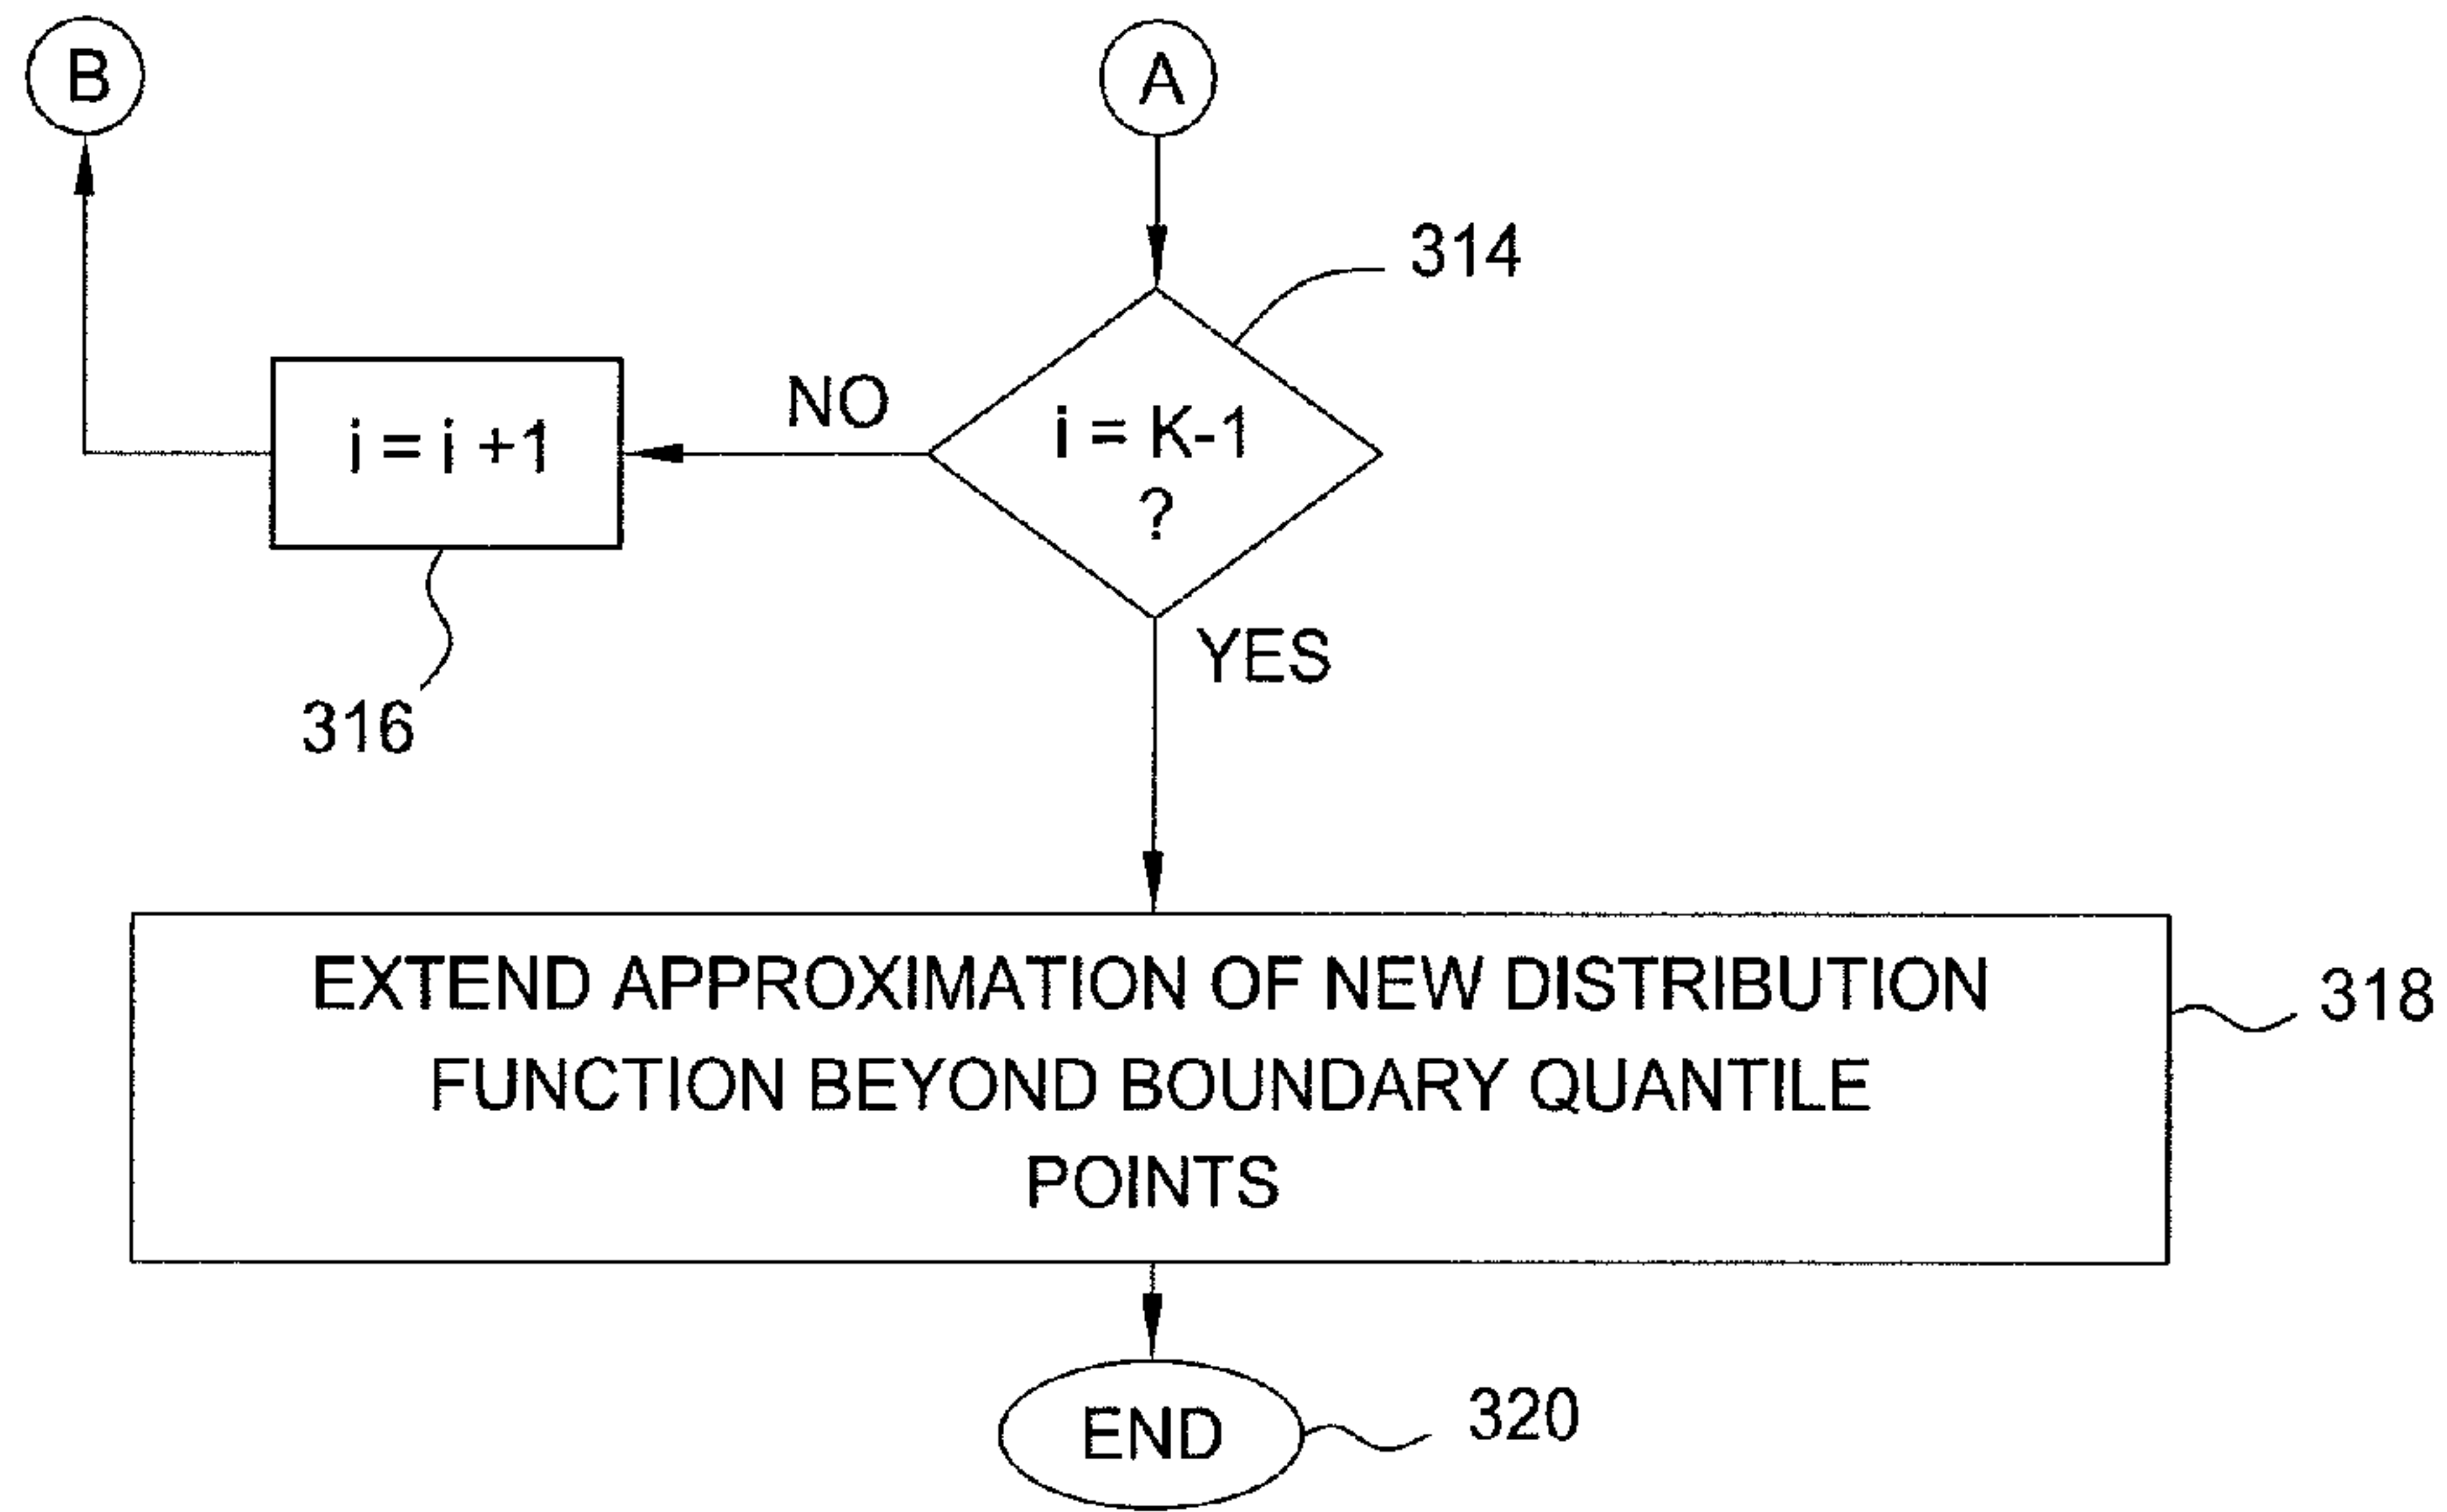 B
A
314
i = K-1
?
NO
i = i +1
316
YES
EXTEND APPROXIMATION OF NEW DISTRIBUTION
FUNCTION BEYOND BOUNDARY QUANTILE
POINTS
318
END
320